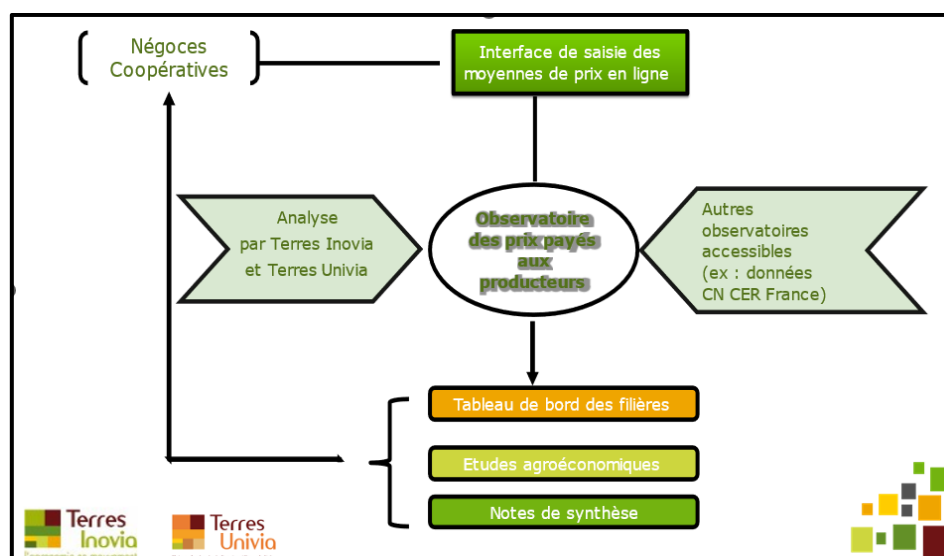 Négoces
Coopératives
Interface de saisie des
moyennes de prix en ligne
Analyse
par Terres Inovia
et Terres Univia
Observatoire
des prix payés
aux
producteurs
Autres
observatoires
accessibles
(ex : données
CN CER France)
Tableau de bord des filières
Etudes agroéconomiques
Notes de synthèse
Terres
Inovia
Terres
Univia